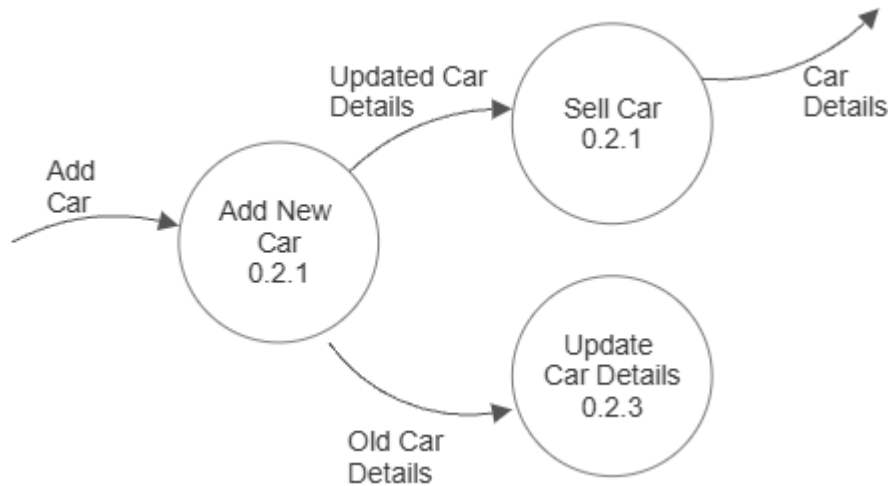 Add
Car
Add New
Car
0.2.1
Updated Car
Details
Sell Car
0.2.1
Car
Details
Old Car
Details
Update
Car Details
0.2.3